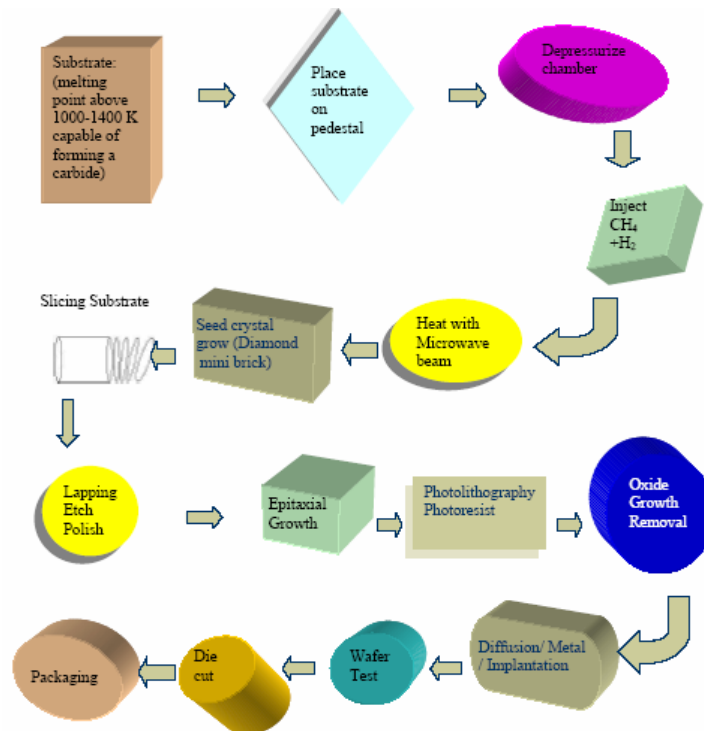 Substrate:
(melting
point above
1000-1400 K
capable of
forming a
carbide)
Place
substrate
on
pedestal
Depressurize
chamber
Inject
CH₄
+H₂
Heat with
Microwave
beam
Seed crystal
grow (Diamond
mini brick)
Slicing Substrate
Lapping
Etch
Polish
Epitaxial
Growth
Photolithography
Photoresist
Oxide
Growth
Removal
Diffusion/ Metal
/ Implantation
Wafer
Test
Die
cut
Packaging